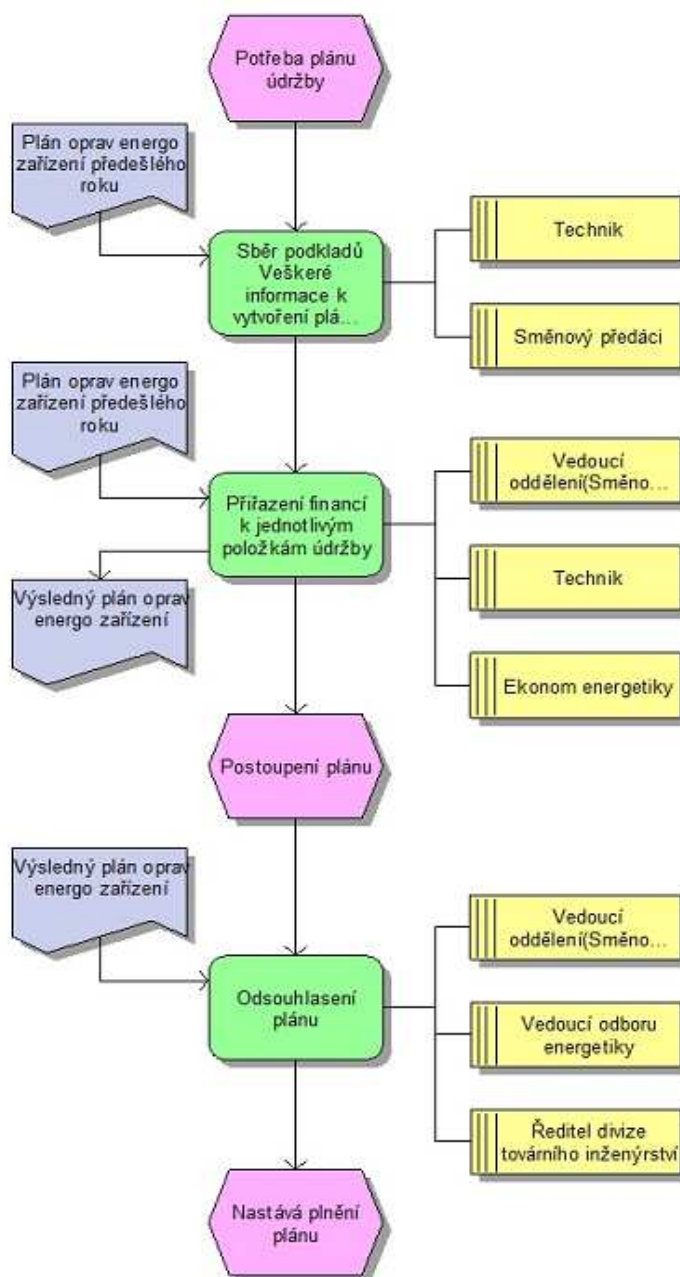 Potřeba plánu
údržby
Plán oprav energo
zařízení předešlého
roku
Sběr podkladů
Veškeré
informace k
vytvoření plá...
Technik
Směnový předáci
Plán oprav energo
zařízení předešlého
roku
Přiřazení financí
k jednotlivým
položkám údržby
Vedoucí
oddělení(Směno...
Technik
Ekonom energetiky
Výsledný plán oprav
energo zařízení
Postoupení plánu
Výsledný plán oprav
energo zařízení
Odsouhlasení
plánu
Vedoucí
oddělení(Směno...
Vedoucí odboru
energetiky
Ředitel divize
továrního inženýrství
Nastává plnění
plánu